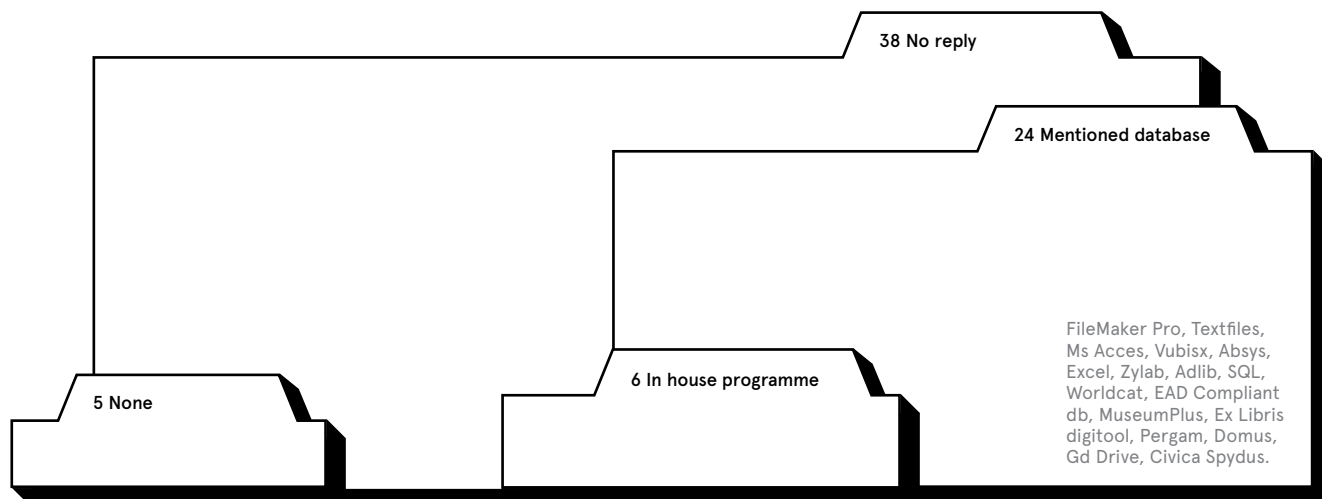 38 No reply
24 Mentioned database
FileMaker Pro, Textfiles,
Ms Acces, Vubisx, Absys,
Excel, Zylab, Adlib, SQL,
Worldcat, EAD Compliant
db, MuseumPlus, Ex Libris
digitool, Pergam, Domus,
Gd Drive, Civica Spydus.
6 In house programme
5 None